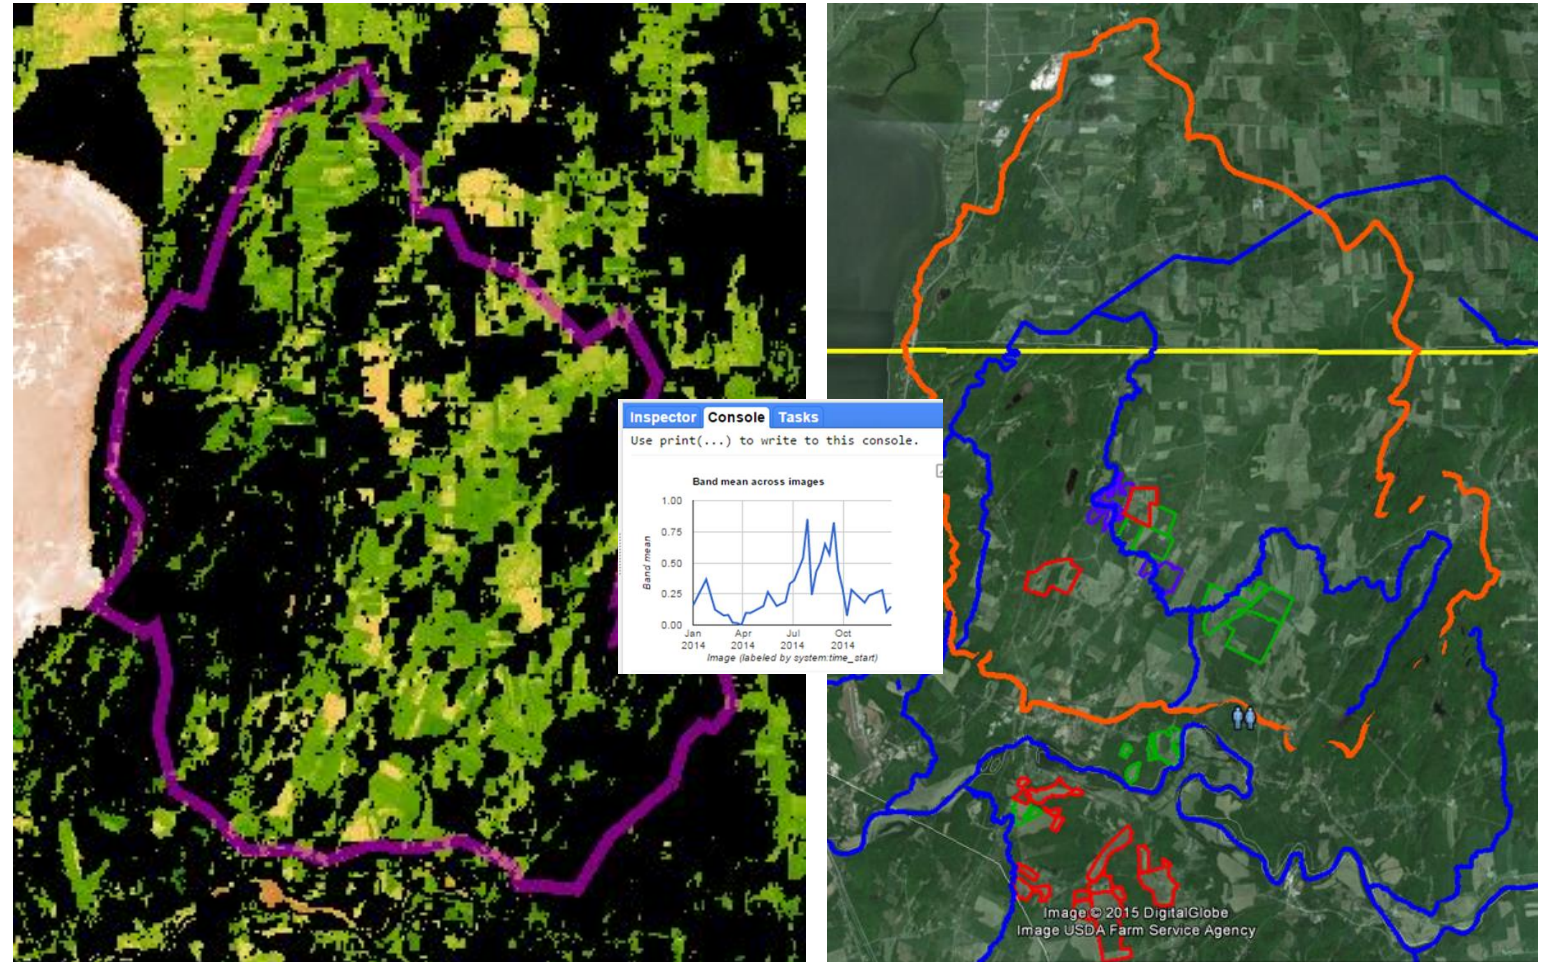 Inspector Console Tasks
Use print(...) to write to this console.
Band mean across images
1.00
0.75
0.50
0.25
0.00
Band mean
Jan Apr Jul Oct
2014 2014 2014 2014
Image (labeled by system:time_start)
Image © 2015 DigitalGlobe
Image USDA Farm Service Agency